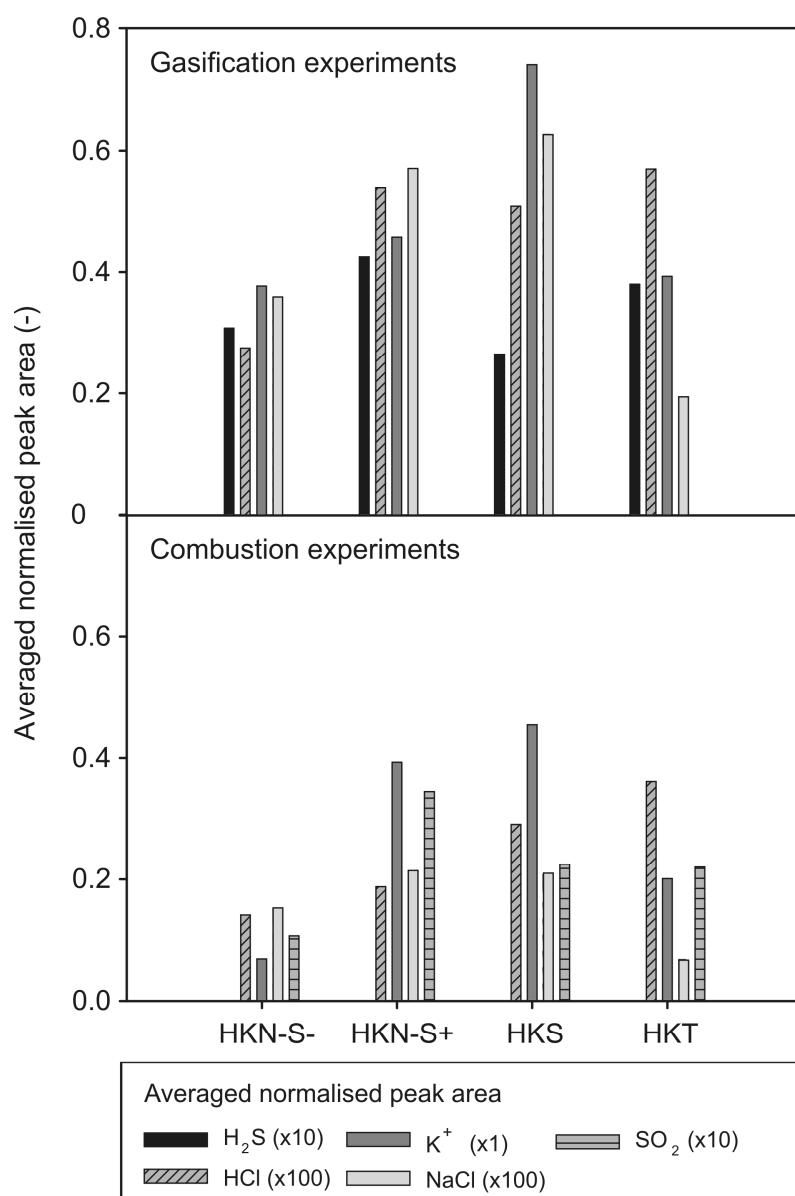 Averaged normalised peak area (-)
0.8
Gasification experiments
0.6
0.4
0.2
0
Combustion experiments
0.6
0.4
0.2
0.0
HKN-S- HKN-S+ HKS HKT
Averaged normalised peak area
H₂S (x10) K⁺ (x1) SO₂ (x10)
HCl (x100) NaCl (x100)